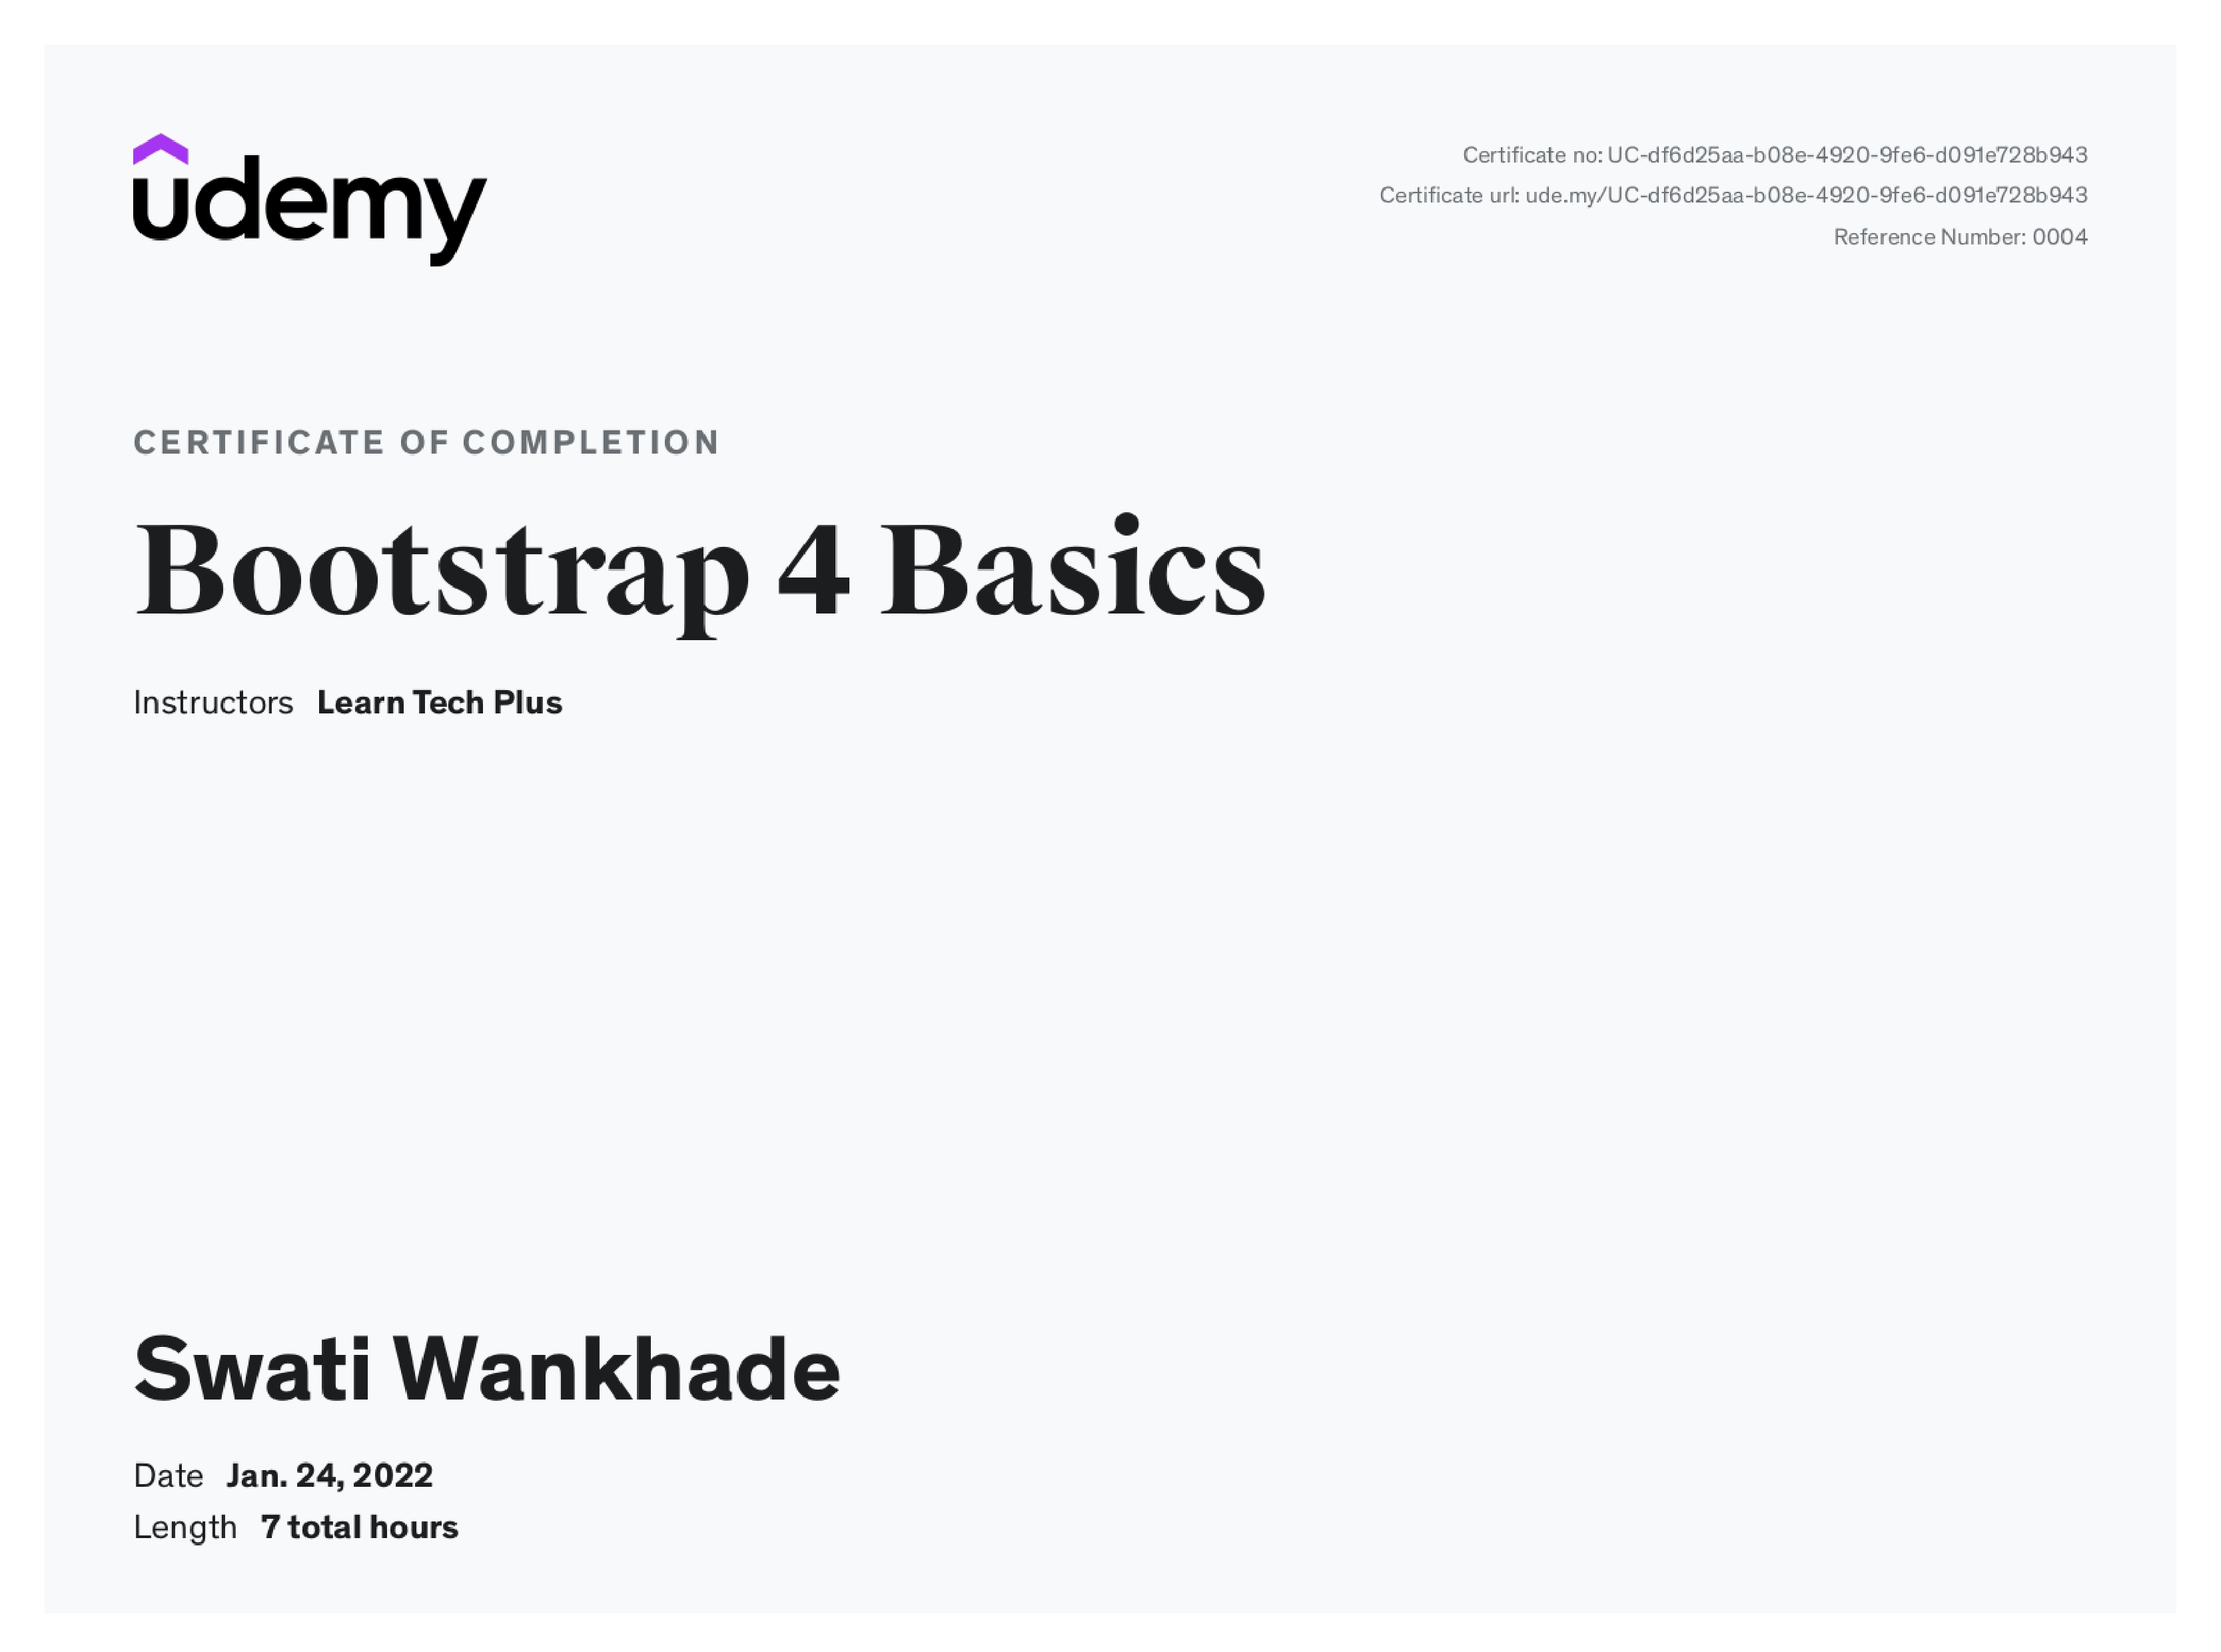 udemy
Certificate no: UC-df6d25aa-b08e-4920-9fe6-d091e728b943
Certificate url: ude.my/UC-df6d25aa-b08e-4920-9fe6-d091e728b943
Reference Number: 0004
CERTIFICATE OF COMPLETION
Bootstrap 4 Basics
Instructors Learn Tech Plus
Swati Wankhade
Date Jan. 24, 2022
Length 7 total hours